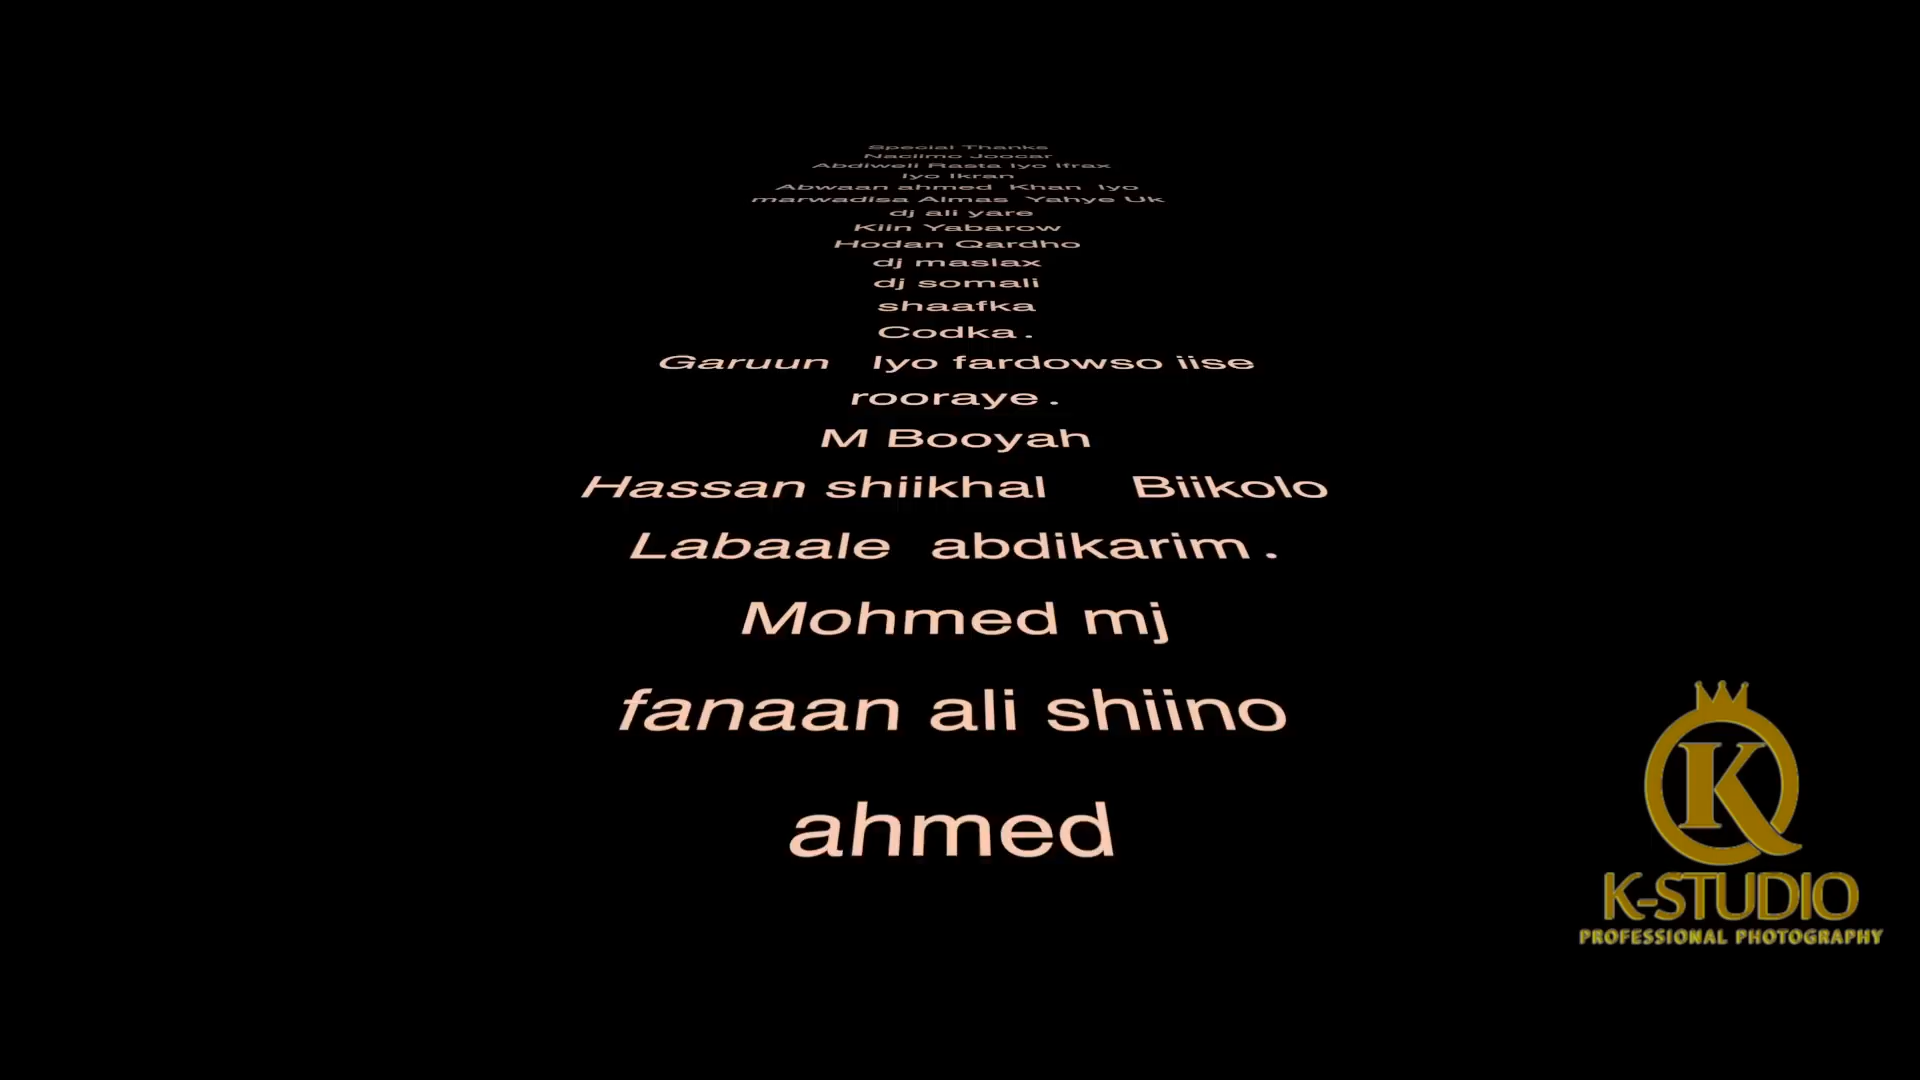 Special Thanks
Naciimo Joocar
Abdiweli Rasta Iyo Ifrax
Iyo Ikran
Abwaan ahmed Khan Iyo
marwadisa Almas Yahye Uk
dj ali yare
Kiin Yabarow
Hodan Qardho
dj maslax
dj somali
shaafka
Codka .
Garuun Iyo fardowso iise
rooraye .
M Booyah
Hassan shiikhal Biikolo
Labaale abdikarim .
Mohmed mj
fanaan ali shiino
ahmed
K
K-STUDIO
PROFESSIONAL PHOTOGRAPHY